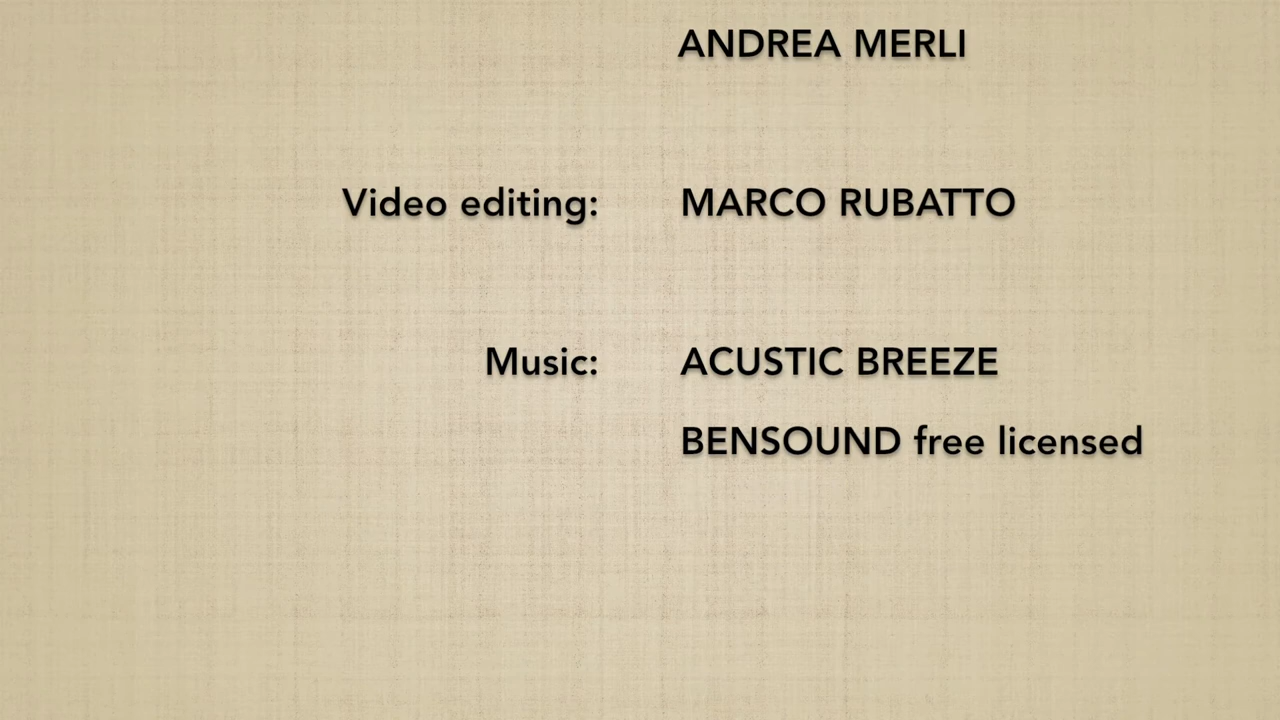 ANDREA MERLI
Video editing: MARCO RUBATTO
Music: ACUSTIC BREEZE
BENSOUND free licensed